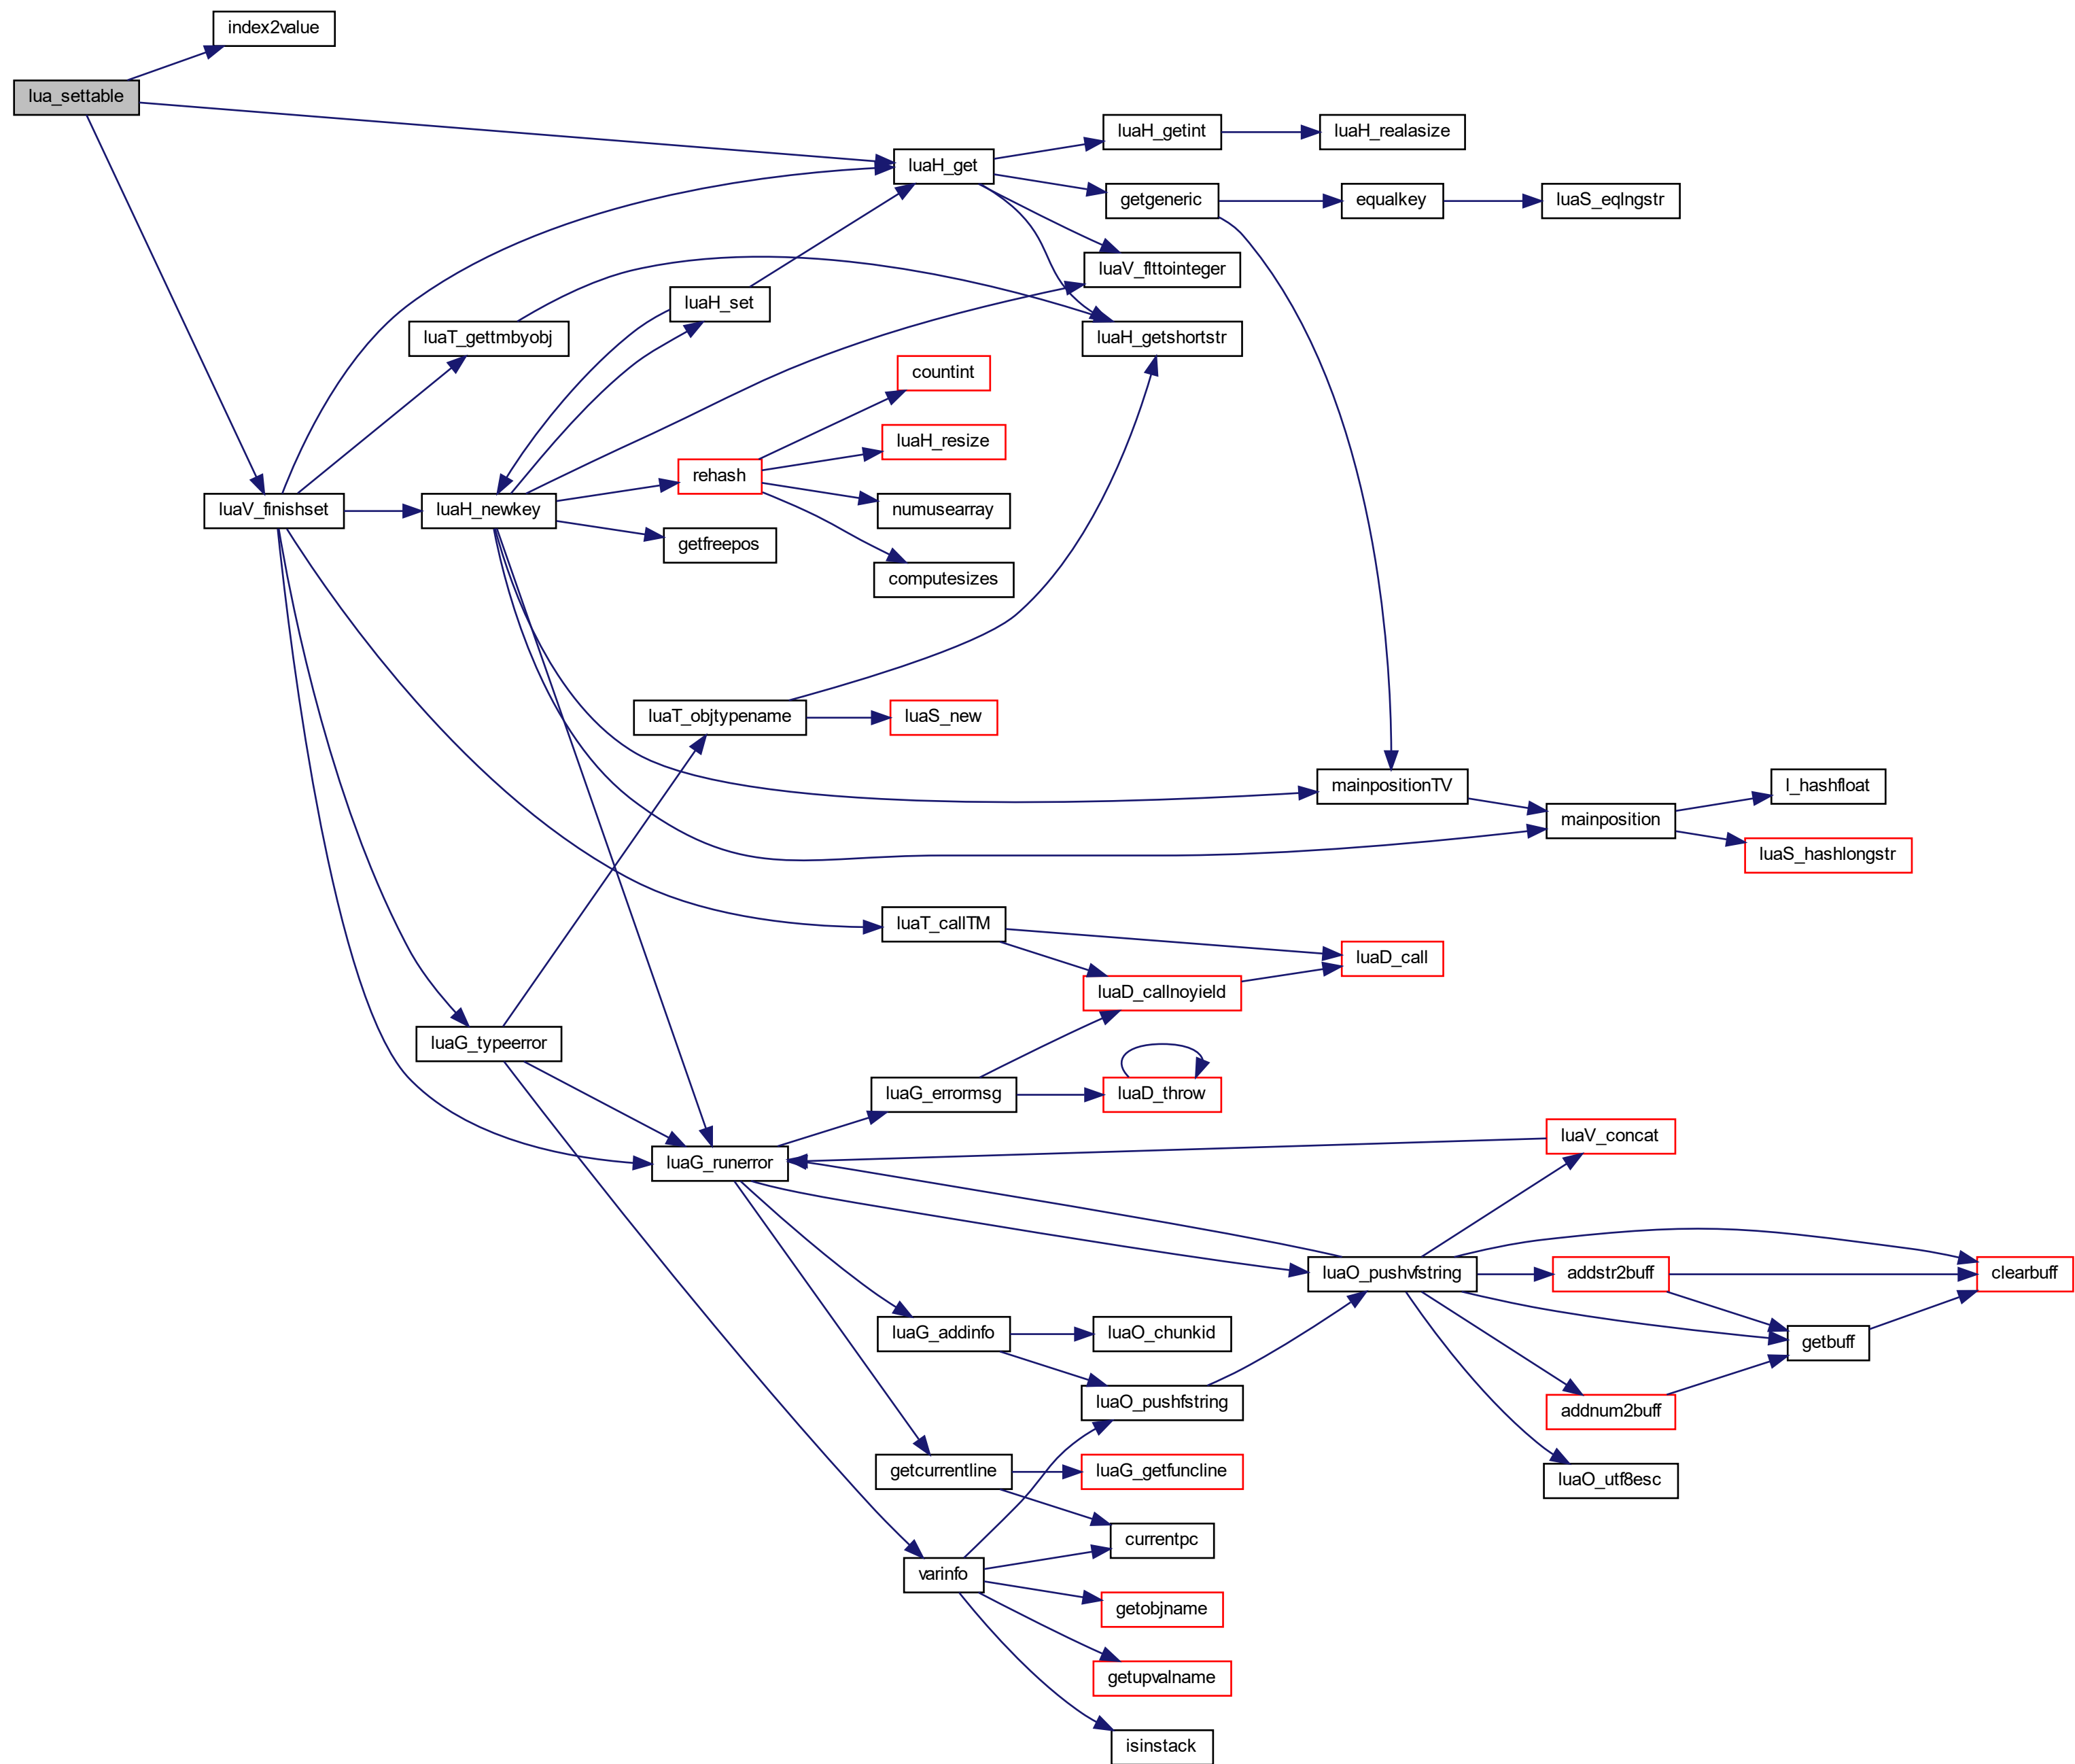 index2value
lua_settable
luaH_getint
luaH_realasize
luaH_get
getgeneric
equalkey
luaS_eqlngstr
luaV_flttointeger
luaH_set
luaT_gettmbyobj
luaH_getshortstr
countint
luaH_resize
rehash
luaV_finishset
luaH_newkey
numusearray
getfreepos
computesizes
luaT_objtypename
luaS_new
mainpositionTV
l_hashfloat
mainposition
luaS_hashlongstr
luaT_callTM
luaD_call
luaD_callnoyield
luaG_typeerror
luaG_errormsg
luaD_throw
luaV_concat
luaG_runerror
luaO_pushvfstring
addstr2buff
clearbuff
luaG_addinfo
luaO_chunkid
getbuff
luaO_pushfstring
addnum2buff
getcurrentline
luaG_getfuncline
luaO_utf8esc
currentpc
varinfo
getobjname
getupvalname
isinstack